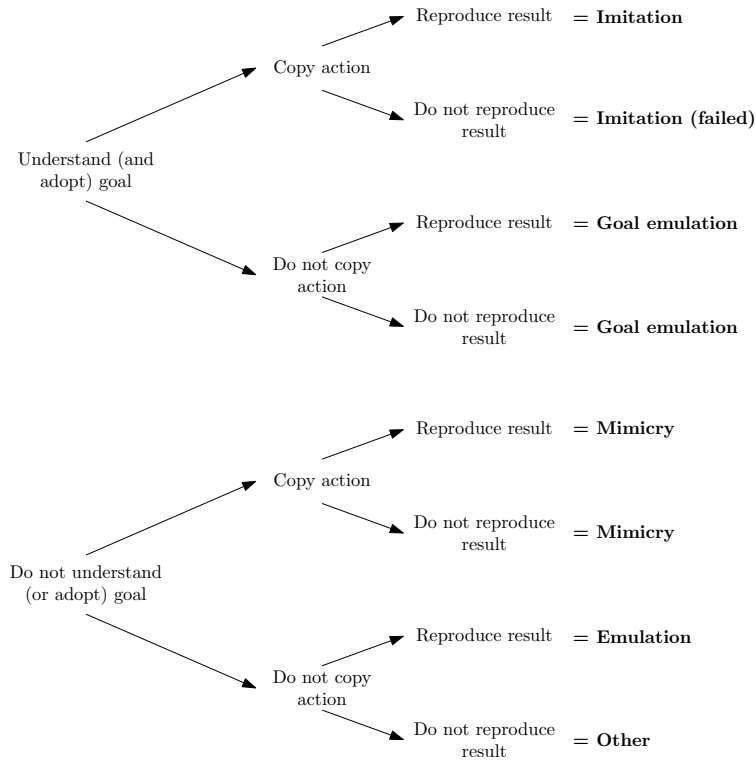 Reproduce result = Imitation
Copy action
Do not reproduce
result
= Imitation (failed)
Understand (and
adopt) goal
Reproduce result = Goal emulation
Do not copy
action
Do not reproduce
result
= Goal emulation
Reproduce result = Mimicry
Copy action
Do not reproduce
result
= Mimicry
Do not understand
(or adopt) goal
Reproduce result = Emulation
Do not copy
action
Do not reproduce
result
= Other